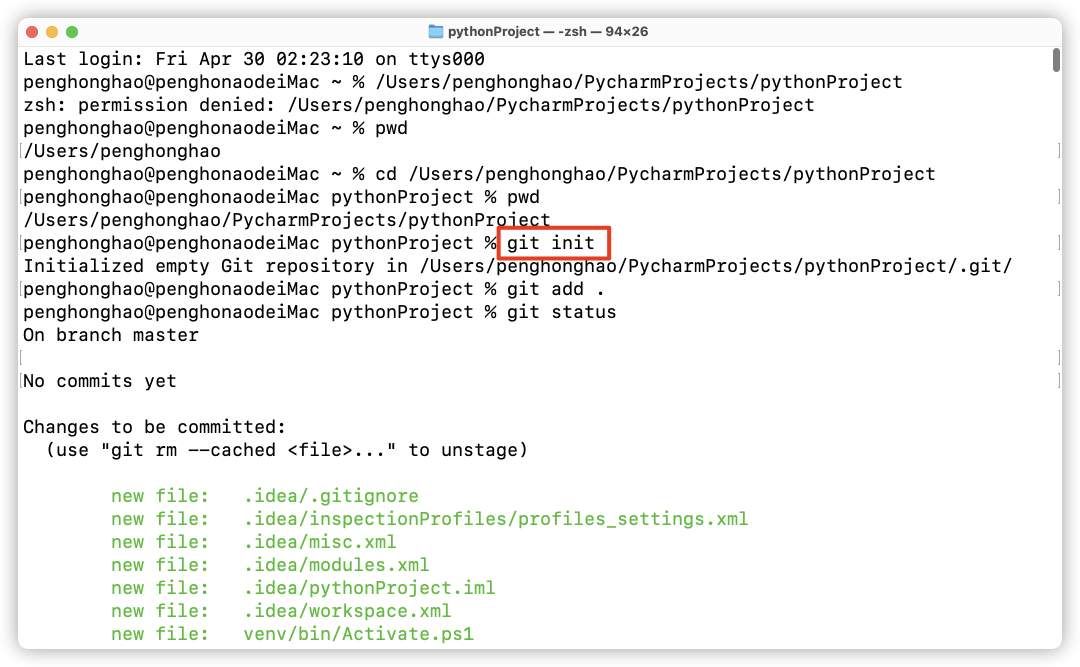 pythonProject — -zsh — 94×26
Last login: Fri Apr 30 02:23:10 on ttys000
penghonghao@penghonaodeiMac ~ % /Users/penghonghao/PycharmProjects/pythonProject
zsh: permission denied: /Users/penghonghao/PycharmProjects/pythonProject
penghonghao@penghonaodeiMac ~ % pwd
/Users/penghonghao
penghonghao@penghonaodeiMac ~ % cd /Users/penghonghao/PycharmProjects/pythonProject
penghonghao@penghonaodeiMac pythonProject % pwd
/Users/penghonghao/PycharmProjects/pythonProject
penghonghao@penghonaodeiMac pythonProject % git init
Initialized empty Git repository in /Users/penghonghao/PycharmProjects/pythonProject/.git/
penghonghao@penghonaodeiMac pythonProject % git add .
penghonghao@penghonaodeiMac pythonProject % git status
On branch master
No commits yet
Changes to be committed:
(use "git rm --cached <file>..." to unstage)
new file: .idea/.gitignore
new file: .idea/inspectionProfiles/profiles_settings.xml
new file: .idea/misc.xml
new file: .idea/modules.xml
new file: .idea/pythonProject.iml
new file: .idea/workspace.xml
new file: venv/bin/Activate.ps1